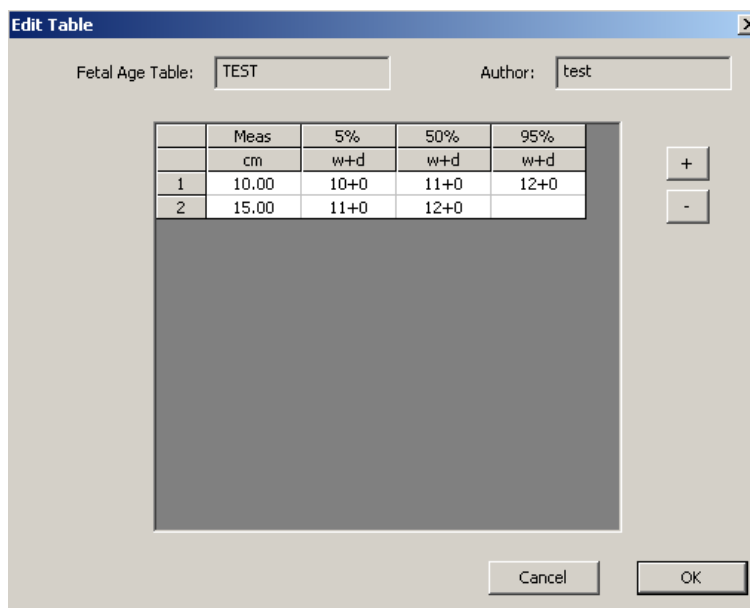 Edit Table
Fetal Age Table: TEST Author: test
Meas 5% 50% 95%
cm w+d w+d w+d
1 10.00 10+0 11+0 12+0
2 15.00 11+0 12+0
+
-
Cancel OK